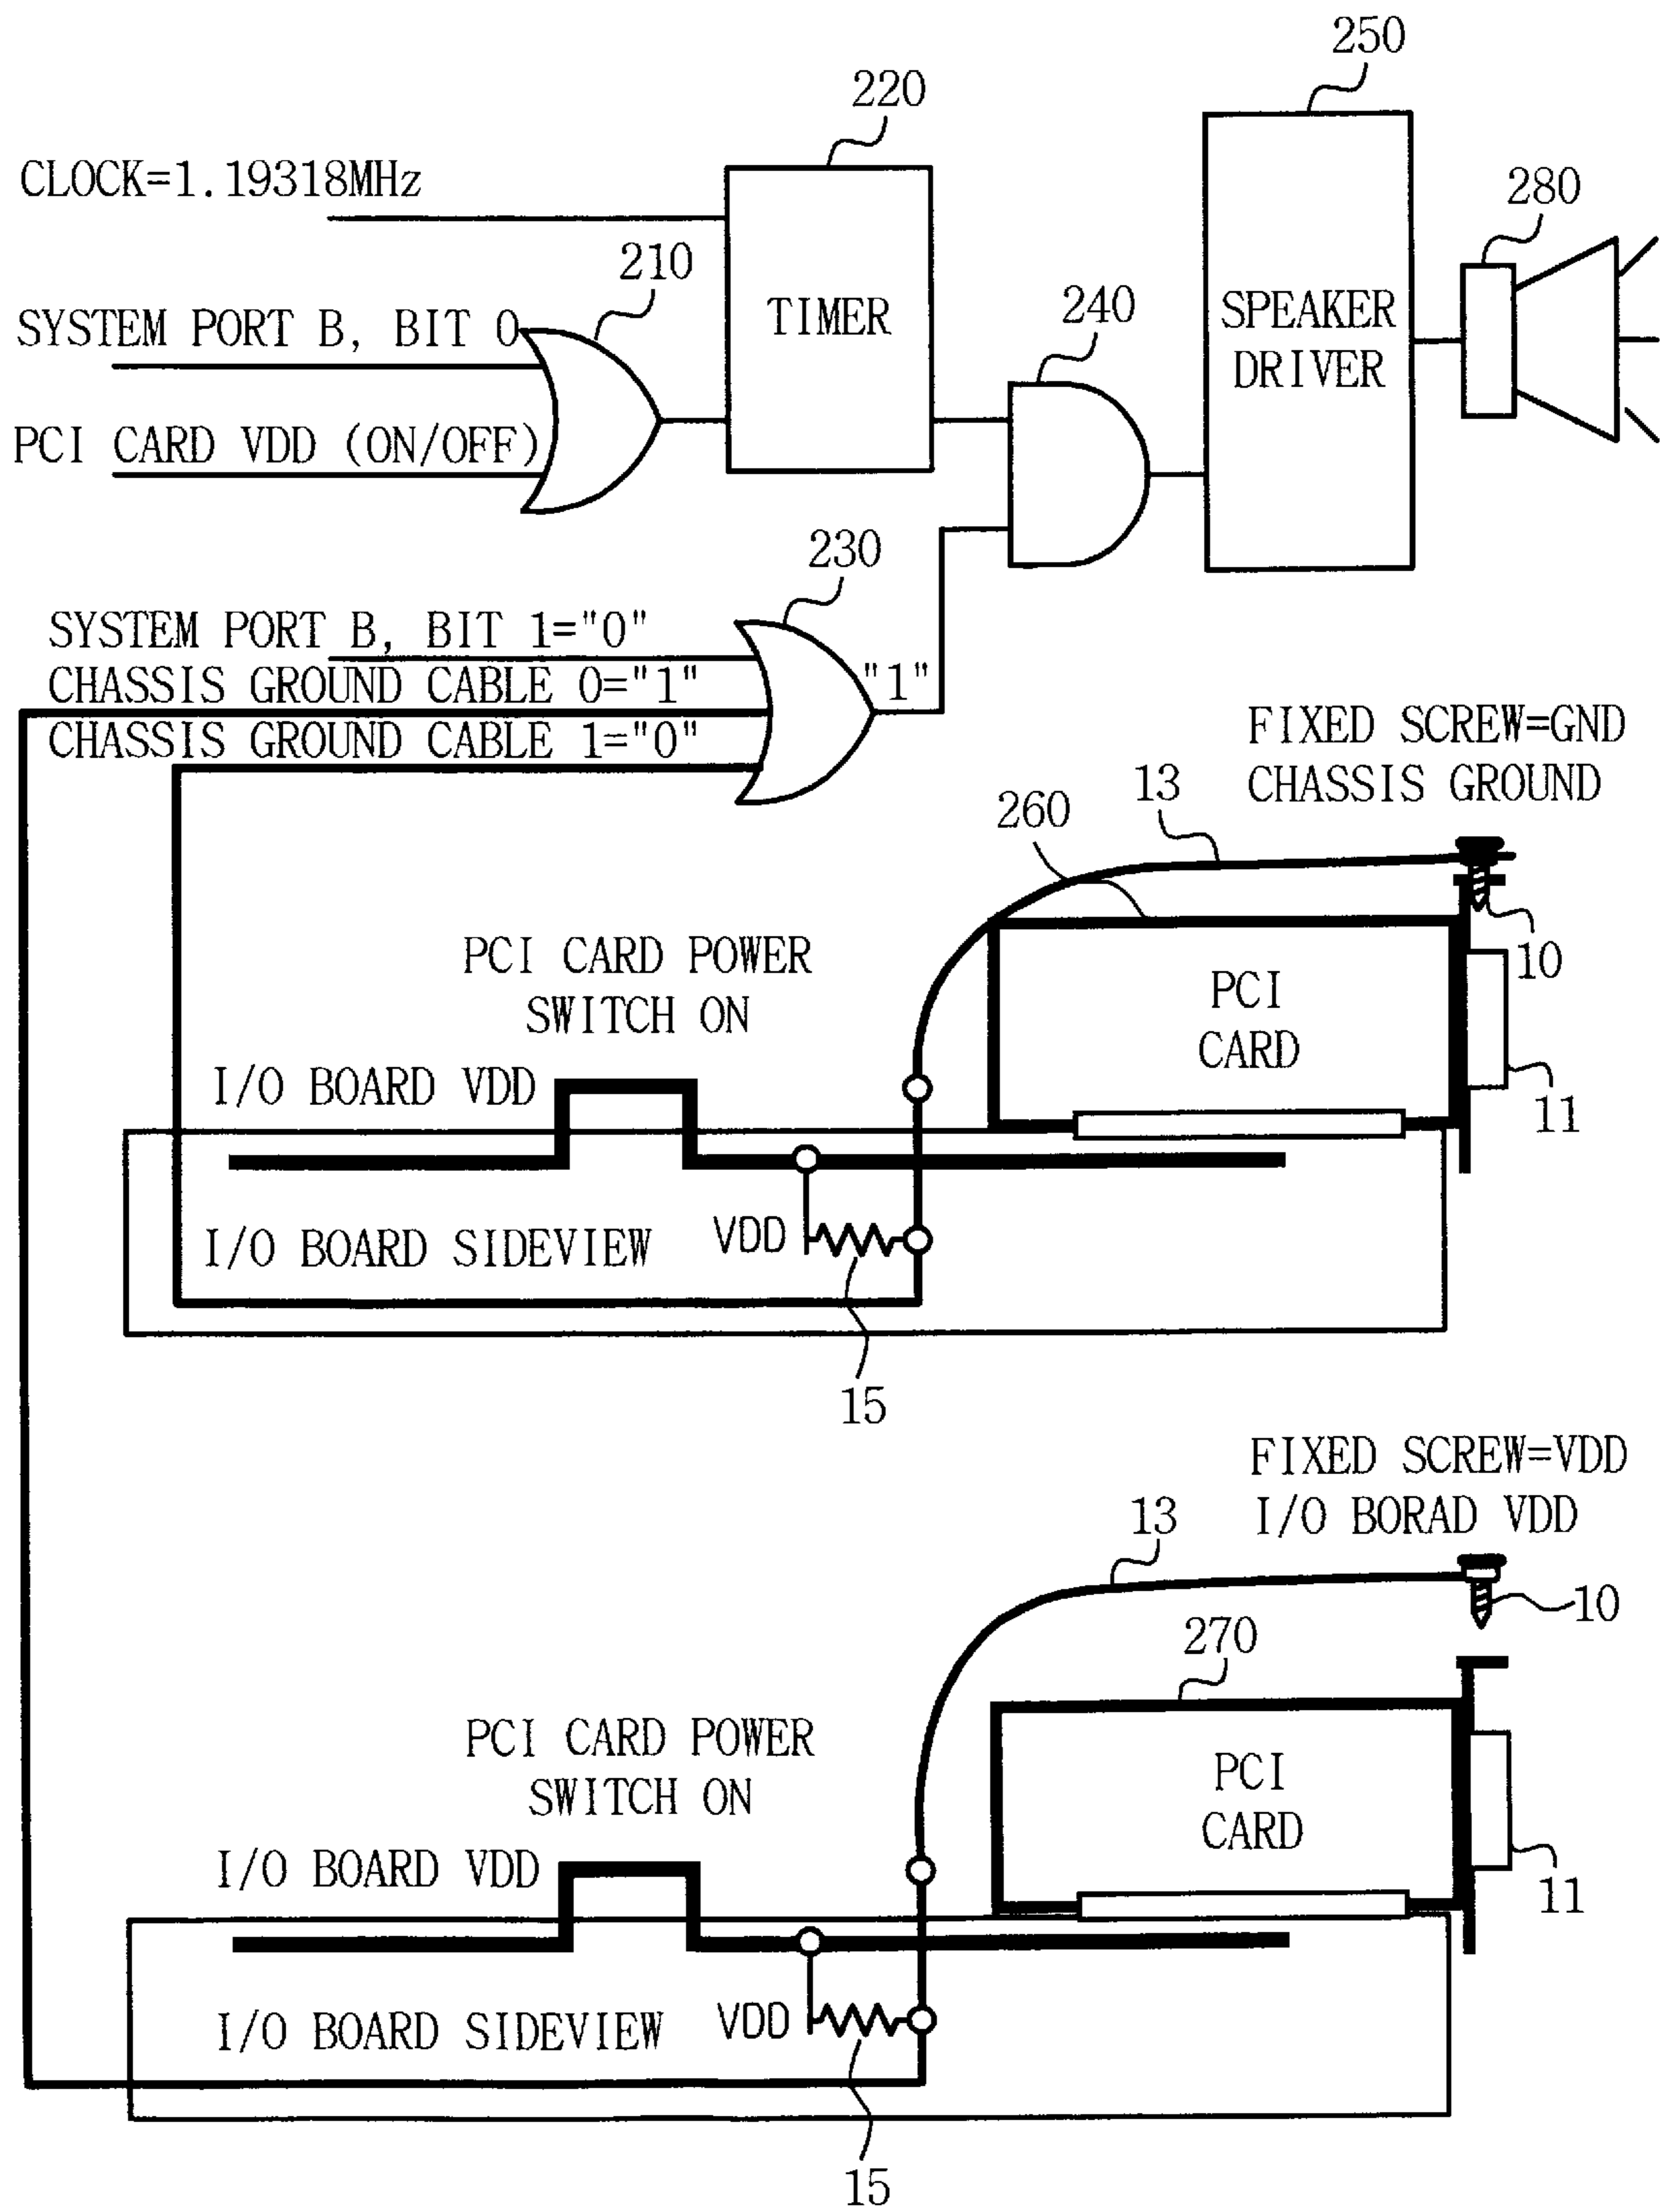 250
220
CLOCK=1.19318MHz
280
210
TIMER
SPEAKER
DRIVER
240
SYSTEM PORT B, BIT 0
PCI CARD VDD (ON/OFF)
230
SYSTEM PORT B, BIT 1="0"
CHASSIS GROUND CABLE 0="1"
"1"
CHASSIS GROUND CABLE 1="0"
FIXED SCREW=GND
CHASSIS GROUND
13
260
10
PCI CARD POWER
SWITCH ON
PCI
CARD
I/O BOARD VDD
11
I/O BOARD SIDEVIEW
VDD
15
FIXED SCREW=VDD
I/O BORAD VDD
13
10
270
PCI CARD POWER
SWITCH ON
PCI
CARD
I/O BOARD VDD
11
I/O BOARD SIDEVIEW
VDD
15